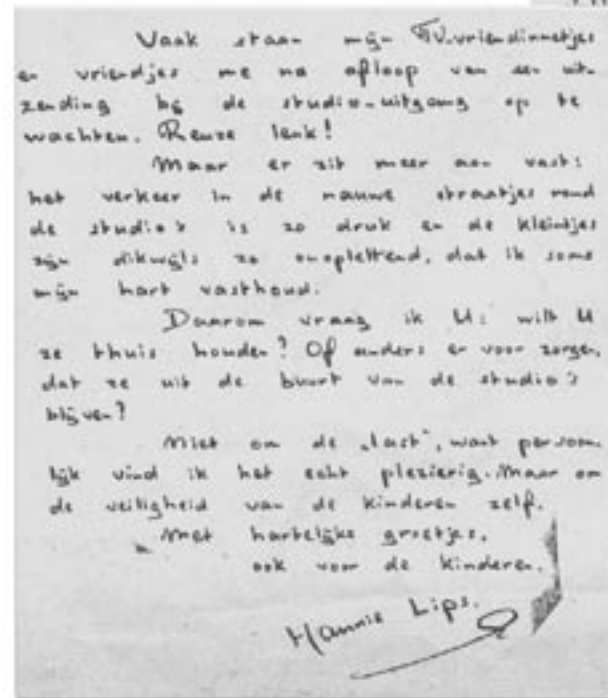 Vaak staan mijn TV.vriendinnetjes
en vriendjes me na afloop van een uit-
zending bij de studio-uitgang op te
wachten. Reuze leuk!
Maar er zit meer aan vast:
het verkeer in de nauwe straatjes rond
de studio's is zo druk en de kleintjes
zijn dikwijls zo onoplettend, dat ik soms
mijn hart vasthoud.
Daarom vraag ik U: wilt U
ze thuis houden? Of anders er voor zorgen,
dat ze uit de buurt van de studio's
blijven?
Niet om de „last", want persoon-
lijk vind ik het echt plezierig. Maar om
de veiligheid van de kinderen zelf.
Met hartelijke groetjes,
ook voor de kinderen.
Hannie Lips.